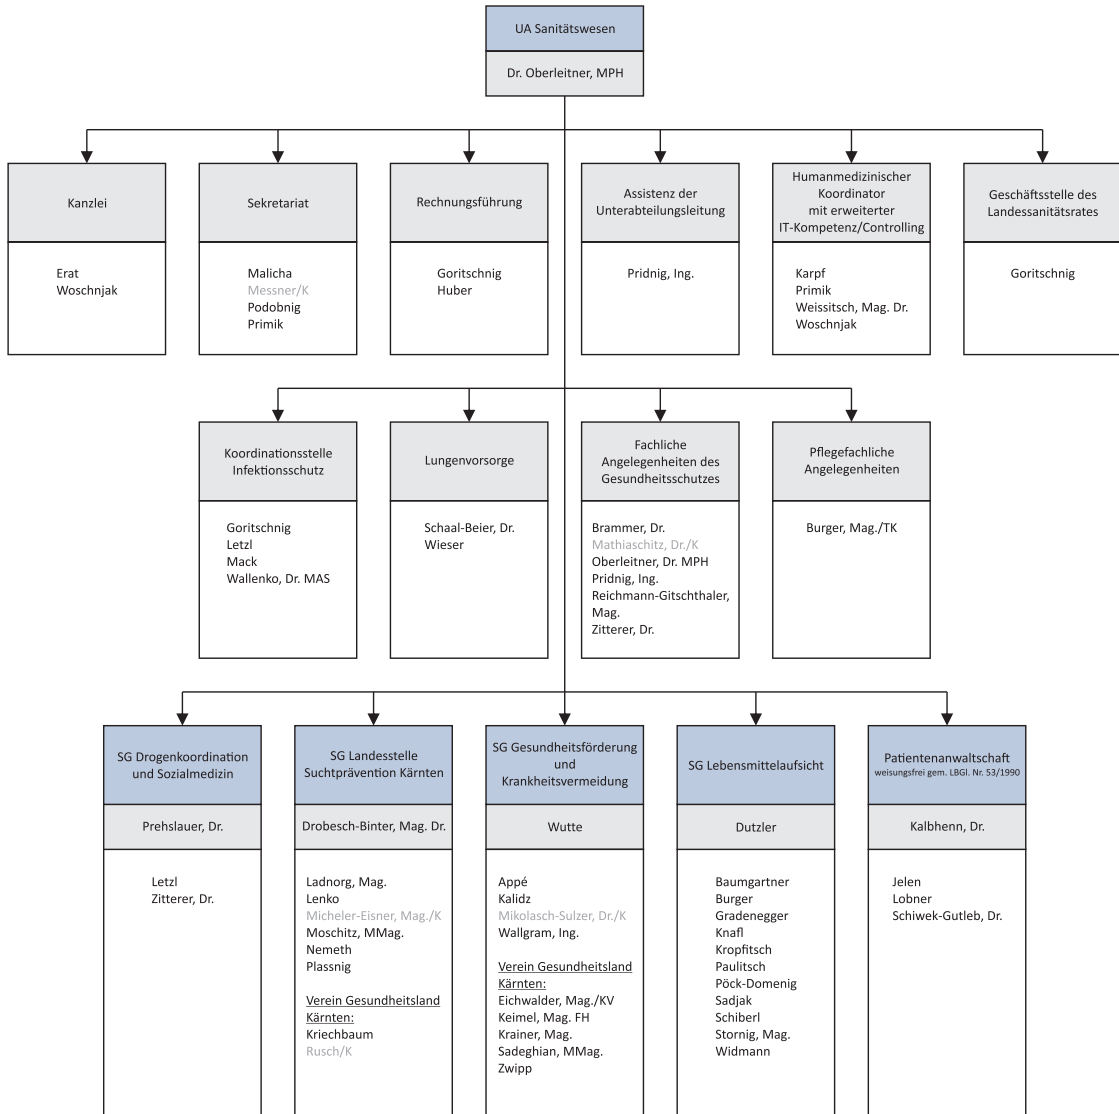 UA Sanitätswesen
Dr. Oberleitner, MPH
Kanzlei
Erat
Woschnjak
Sekretariat
Malicha
Messner/K
Podobnig
Primik
Rechnungsführung
Goritschnig
Huber
Assistenz der
Unterabteilungsleitung
Pridnig, Ing.
Humanmedizinischer
Koordinator
mit erweiterter
IT-Kompetenz/Controlling
Karpf
Primik
Weissitsch, Mag. Dr.
Woschnjak
Geschäftsstelle des
Landessanitätsrates
Goritschnig
Koordinationsstelle
Infektionsschutz
Goritschnig
Letzl
Mack
Wallenko, Dr. MAS
Lungenvorsorge
Schaal-Beier, Dr.
Wieser
Fachliche
Angelegenheiten des
Gesundheitsschutzes
Brammer, Dr.
Mathiaschitz, Dr./K
Oberleitner, Dr. MPH
Pridnig, Ing.
Reichmann-Gitschthaler,
Mag.
Zitterer, Dr.
Pflegefachliche
Angelegenheiten
Burger, Mag./TK
SG Drogenkoordination
und Sozialmedizin
Prehslauer, Dr.
Letzl
Zitterer, Dr.
SG Landesstelle
Suchtprävention Kärnten
Drobesch-Binter, Mag. Dr.
Ladnorg, Mag.
Lenko
Micheler-Eisner, Mag./K
Moschitz, MMag.
Nemeth
Plassnig
Verein Gesundheitsland
Kärnten:
Kriechbaum
Rusch/K
SG Gesundheitsförderung
und
Krankheitsvermeidung
Wutte
Appé
Kalidz
Mikolasch-Sulzer, Dr./K
Wallgram, Ing.
Verein Gesundheitsland
Kärnten:
Eichwalder, Mag./KV
Keimel, Mag. FH
Krainer, Mag.
Sadeghian, MMag.
Zwipp
SG Lebensmittelaufsicht
Dutzler
Baumgartner
Burger
Gradenegger
Knafl
Kropfitsch
Paulitsch
Pöck-Domenig
Sadjak
Schiberl
Stornig, Mag.
Widmann
Patientenanwaltschaft
weisungsfrei gem. LBGl. Nr. 53/1990
Kalbhenn, Dr.
Jelen
Lobner
Schiwek-Gutleb, Dr.